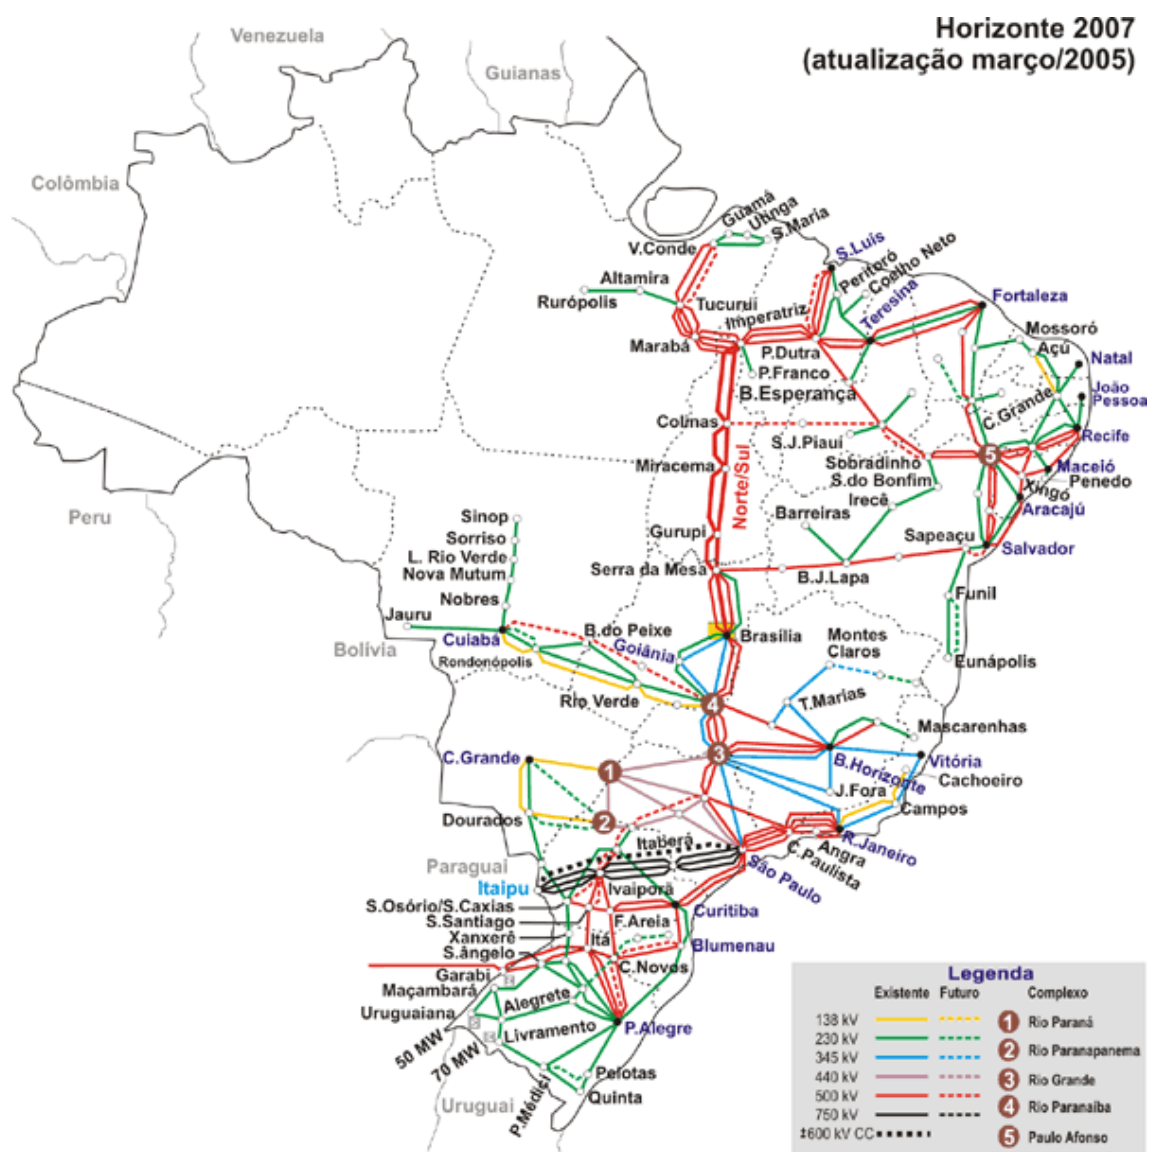 Horizonte 2007
(atualização março/2005)
Venezuela
Guianas
Colômbia
Guamá
Utinga
S.Maria
V.Conde
S.Luís
Peritoró
Coelho Neto
Altamira
Rurópolis
Tucuruí
Imperatriz
Teresina
Fortaleza
Marabá
P.Dutra
P.Franco
B.Esperança
Mossoró
Açú
Natal
João
Pessoa
C.Grande
Recife
Colinas
S.J.Piauí
Miracema
Norte/Sul
Sobradinho
S.do Bonfim
Irecê
Maceió
Penedo
Xingó
Aracajú
Peru
Barreiras
Gurupi
Sapeaçu
Salvador
Sinop
Sorriso
L. Rio Verde
Nova Mutum
Nobres
Serra da Mesa
B.J.Lapa
Funil
Jauru
Cuiabá
B.do Peixe
Goiânia
Brasília
Montes
Claros
Eunápolis
Bolívia
Rondonópolis
Rio Verde
4
T.Marias
Mascarenhas
C.Grande
1
3
B.Horizonte
Vitória
Cachoeiro
J.Fora
Campos
Dourados
2
Itaberá
Angra
R.Janeiro
C.Paulista
São Paulo
Paraguai
Itaipu
Ivaiporã
S.Osório/S.Caxias
S.Santiago
Xanxerê
S.ângelo
F.Areia
Curitiba
Itá
Blumenau
Garabi
C.Novos
Maçambará
Uruguaiana
Alegrete
Livramento
P.Alegre
50 MW
70 MW
Pelotas
Quinta
P.Médici
Uruguai
5
Legenda
Existente Futuro Complexo
138 kV 1 Rio Paraná
230 kV
345 kV 2 Rio Paranapanema
440 kV 3 Rio Grande
500 kV 4 Rio Paranaiba
750 kV
‡600 kV CC 5 Paulo Afonso